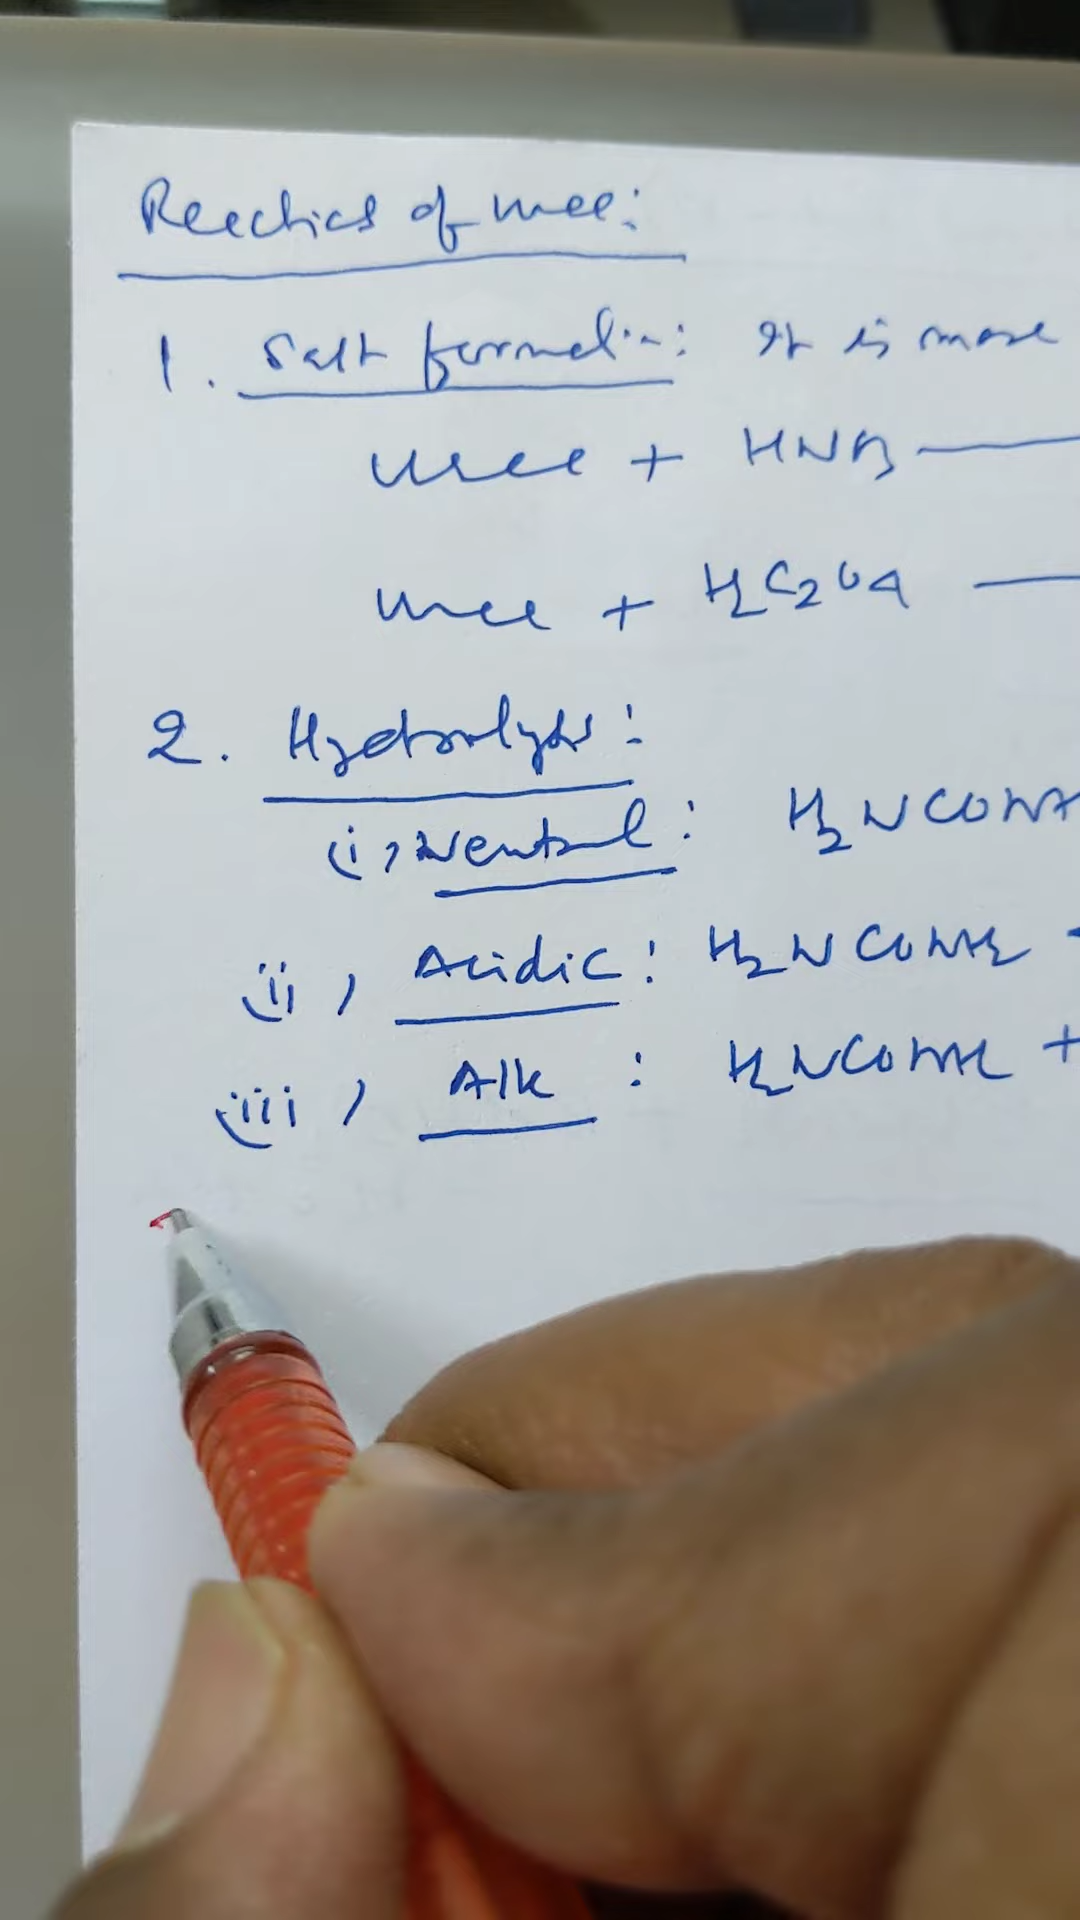 Reactions of urea:
1. Salt formation: It is more
urea + HNO3
urea + H2C2O4
2. Hydrolysis:
(i) Neutral: H2NCONH
(ii) Acidic: H2NCONH2
(iii) Alk : H2NCONH2 +